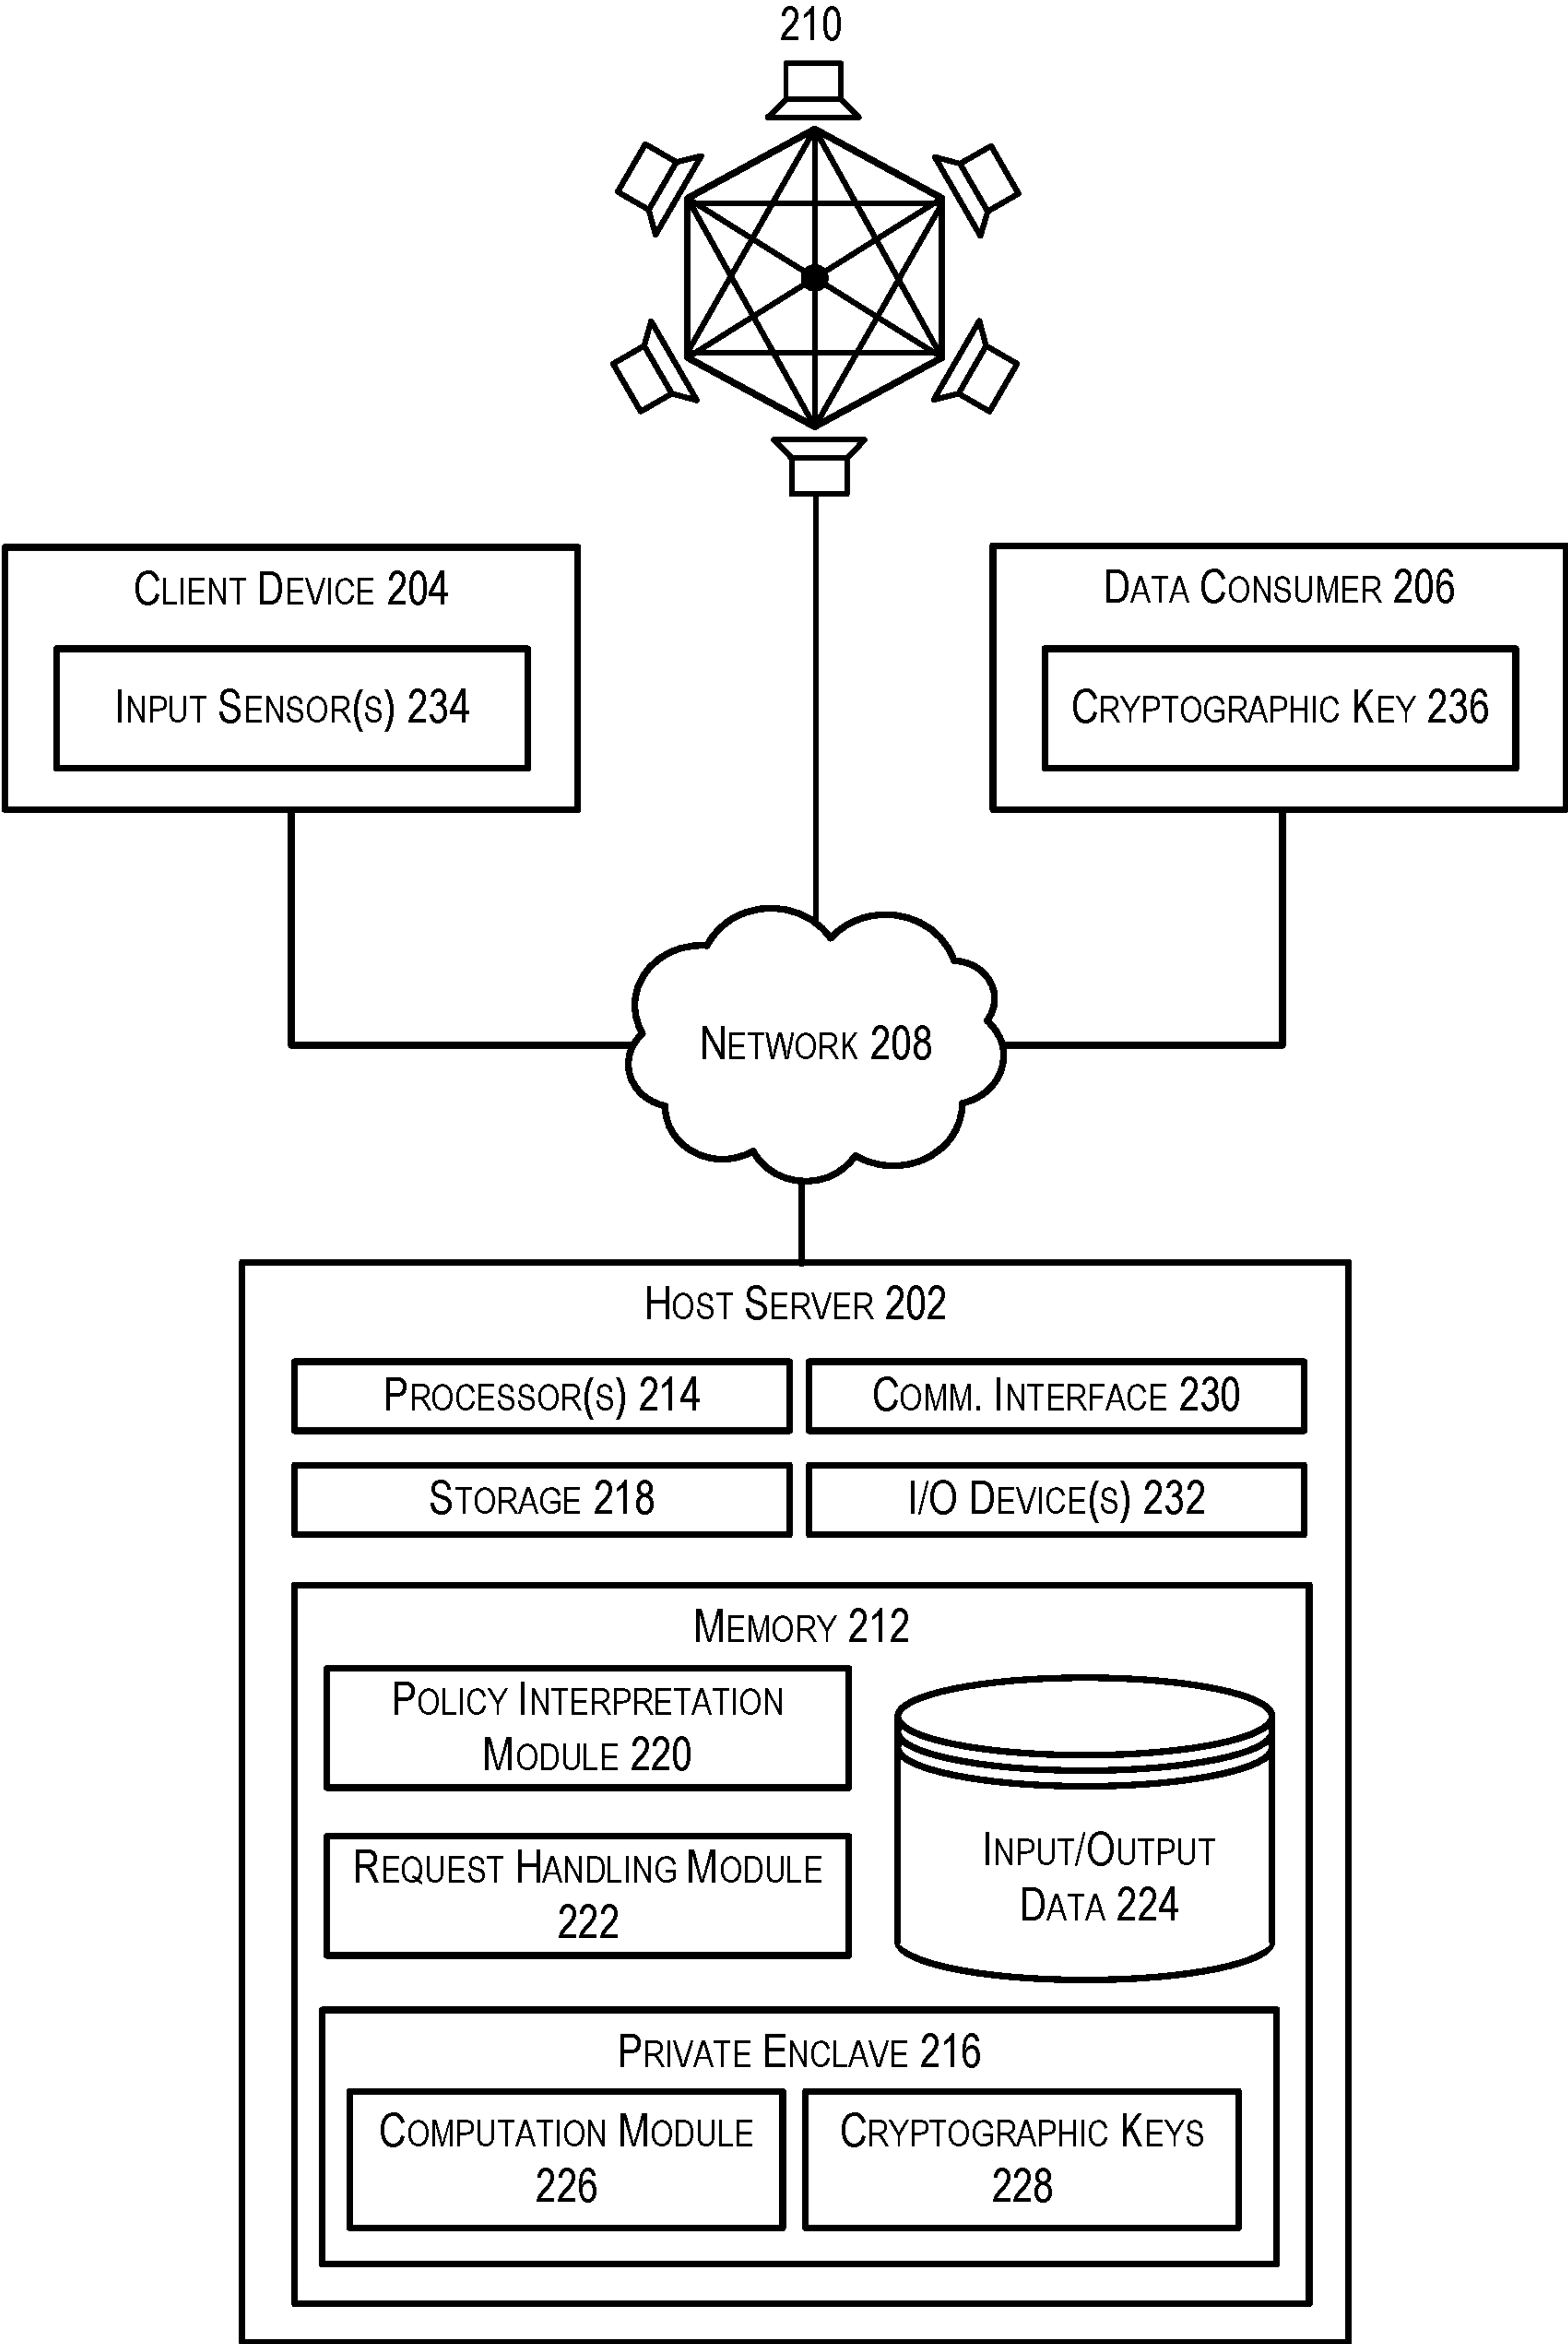 210
CLIENT DEVICE 204
INPUT SENSOR(S) 234
DATA CONSUMER 206
CRYPTOGRAPHIC KEY 236
NETWORK 208
HOST SERVER 202
PROCESSOR(S) 214
COMM. INTERFACE 230
STORAGE 218
I/O DEVICE(S) 232
MEMORY 212
POLICY INTERPRETATION
MODULE 220
REQUEST HANDLING MODULE
222
INPUT/OUTPUT
DATA 224
PRIVATE ENCLAVE 216
COMPUTATION MODULE
226
CRYPTOGRAPHIC KEYS
228